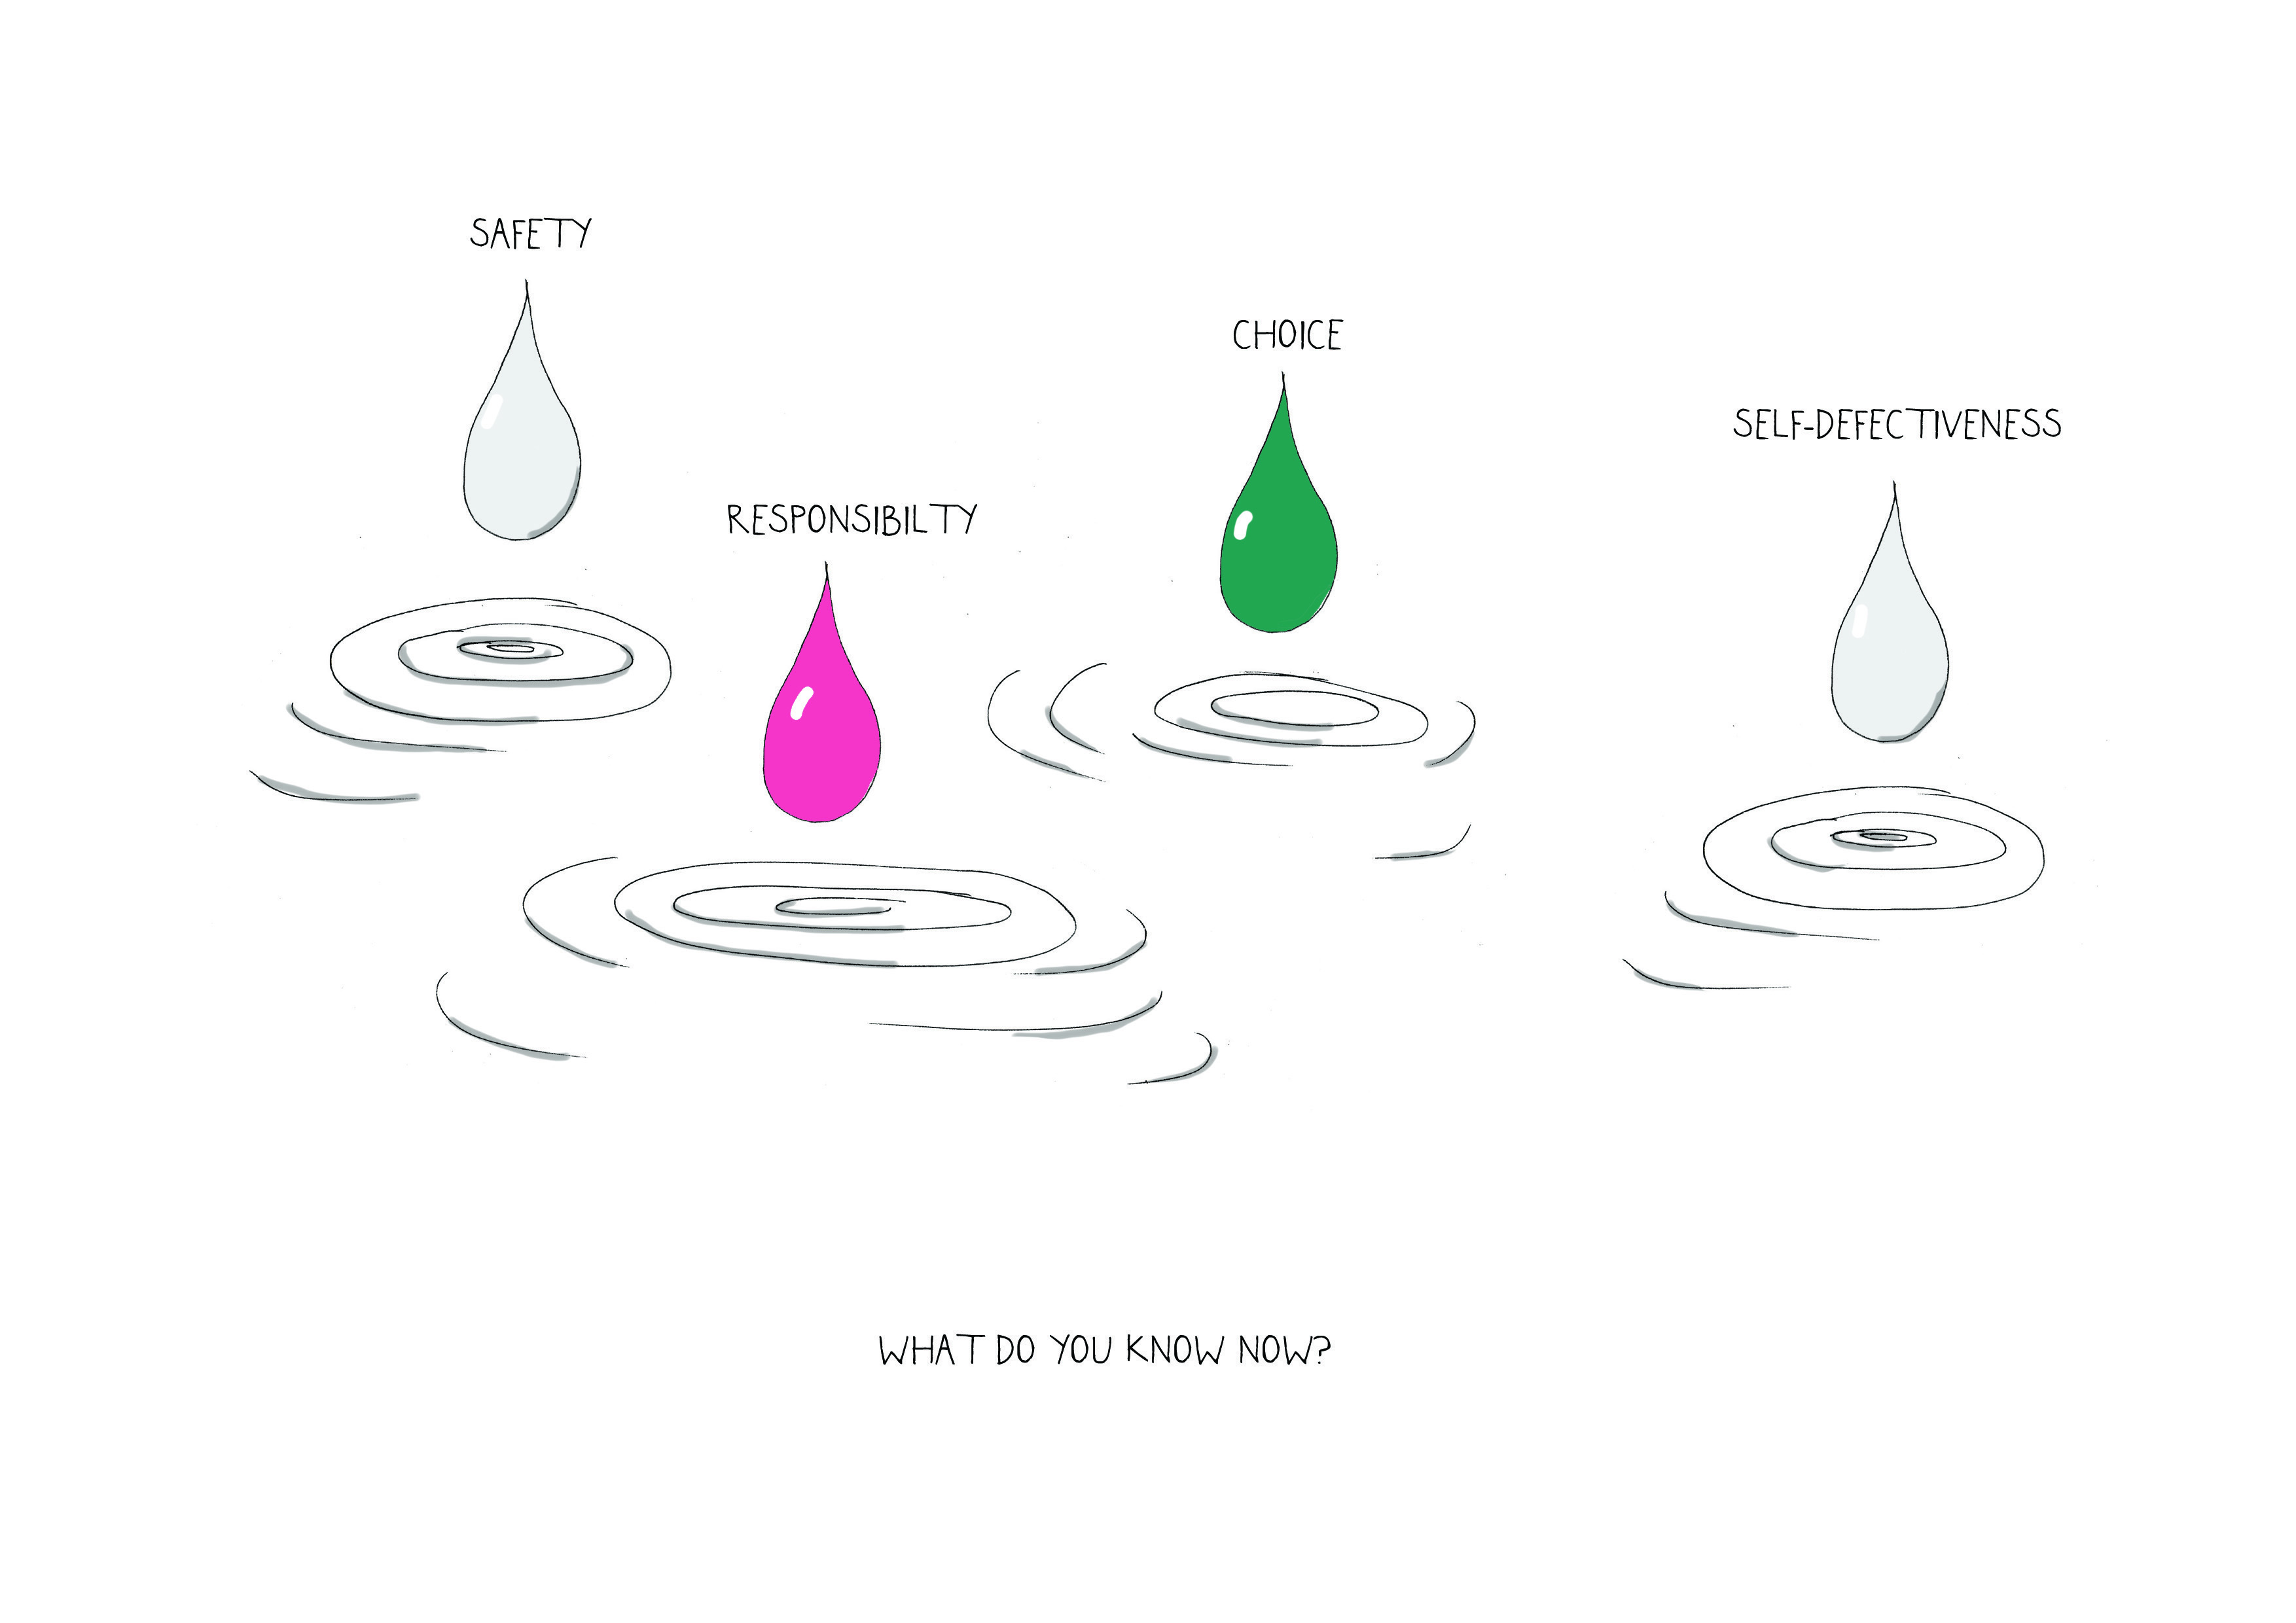 SAFETY
CHOICE
SELF-DEFECTIVENESS
RESPONSIBILTY
WHAT DO YOU KNOW NOW?